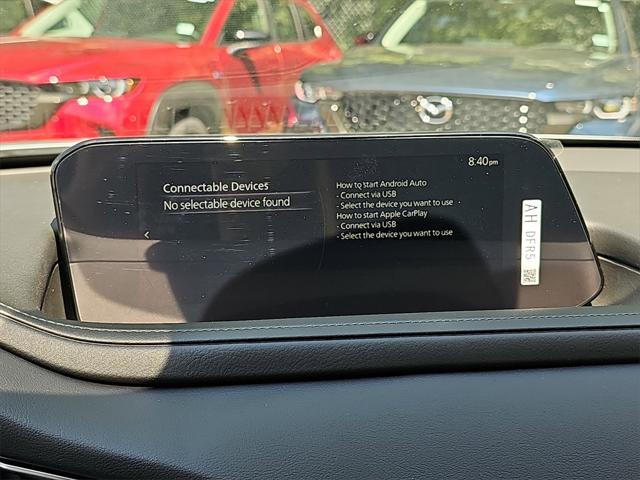 8:40pm
Connectable Devices
No selectable device found
How to start Android Auto
- Connect via USB
- Select the device you want to use
How to start Apple CarPlay
- Connect via USB
- Select the device you want to use
AH DFR5